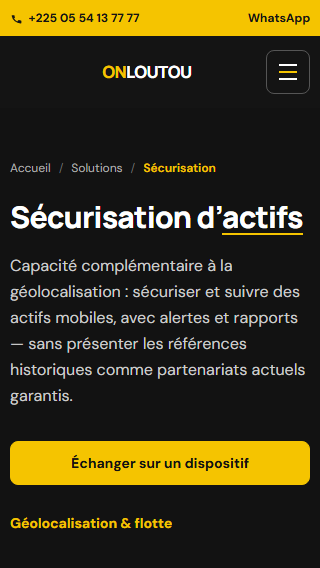 +225 05 54 13 77 77
WhatsApp
ONLOUTOU
Accueil / Solutions / Sécurisation
Sécurisation d’actifs
Capacité complémentaire à la
géolocalisation : sécuriser et suivre des
actifs mobiles, avec alertes et rapports
— sans présenter les références
historiques comme partenariats actuels
garantis.
Échanger sur un dispositif
Géolocalisation & flotte